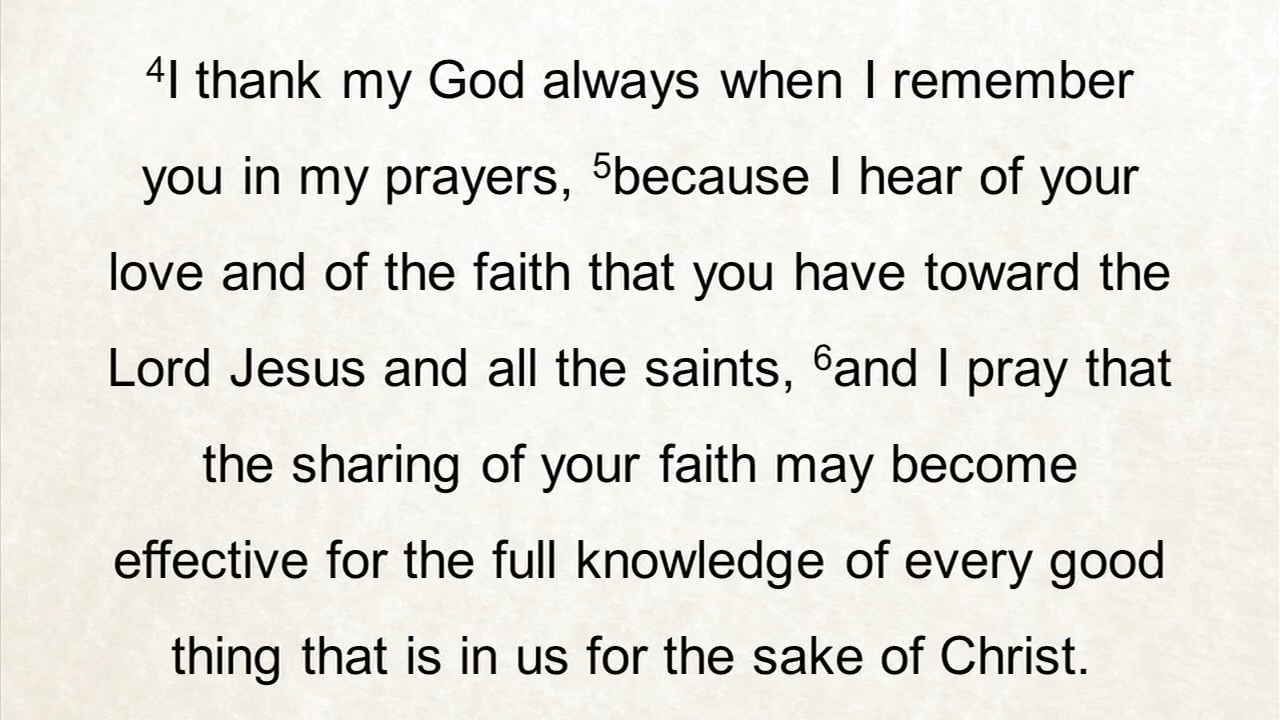 ⁴I thank my God always when I remember
you in my prayers, ⁵because I hear of your
love and of the faith that you have toward the
Lord Jesus and all the saints, ⁶and I pray that
the sharing of your faith may become
effective for the full knowledge of every good
thing that is in us for the sake of Christ.